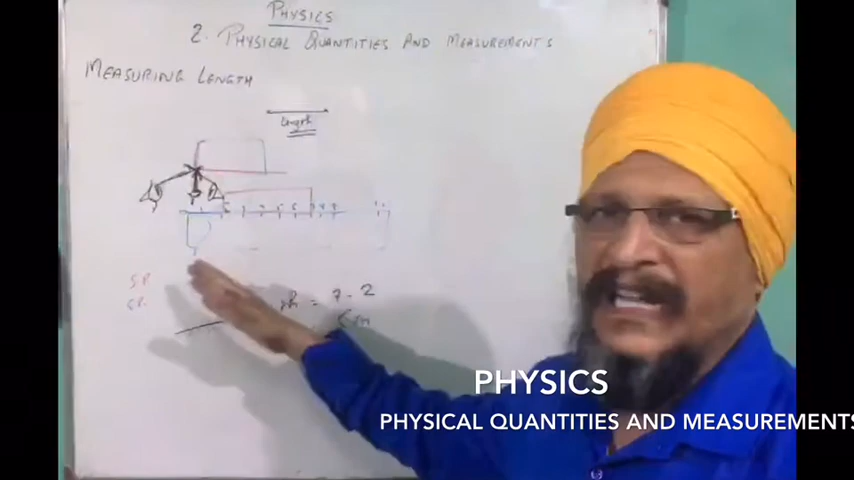 PHYSICS
2. PHYSICAL QUANTITIES AND MEASUREMENTS
MEASURING LENGTH
Length
= 7 - 2
PHYSICS
PHYSICAL QUANTITIES AND MEASUREMENTS